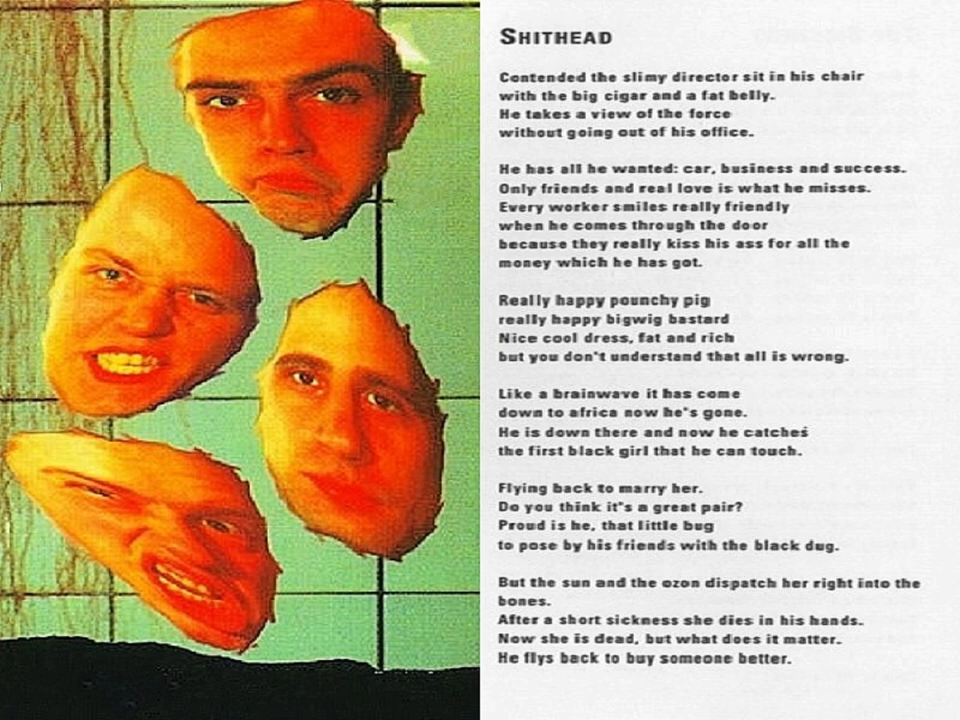 SHITHEAD
Contended the slimy director sit in his chair
with the big cigar and a fat belly.
He takes a view of the force
without going out of his office.
He has all he wanted: car, business and success.
Only friends and real love is what he misses.
Every worker smiles really friendly
when he comes through the door
because they really kiss his ass for all the
money which he has got.
Really happy pounchy pig
really happy bigwig bastard
Nice cool dress, fat and rich
but you don't understand that all is wrong.
Like a brainwave it has come
down to africa now he's gone.
He is down there and now he catches
the first black girl that he can touch.
Flying back to marry her.
Do you think it's a great pair?
Proud is he, that little bug
to pose by his friends with the black dug.
But the sun and the ozon dispatch her right into the
bones.
After a short sickness she dies in his hands.
Now she is dead, but what does it matter.
He flys back to buy someone better.